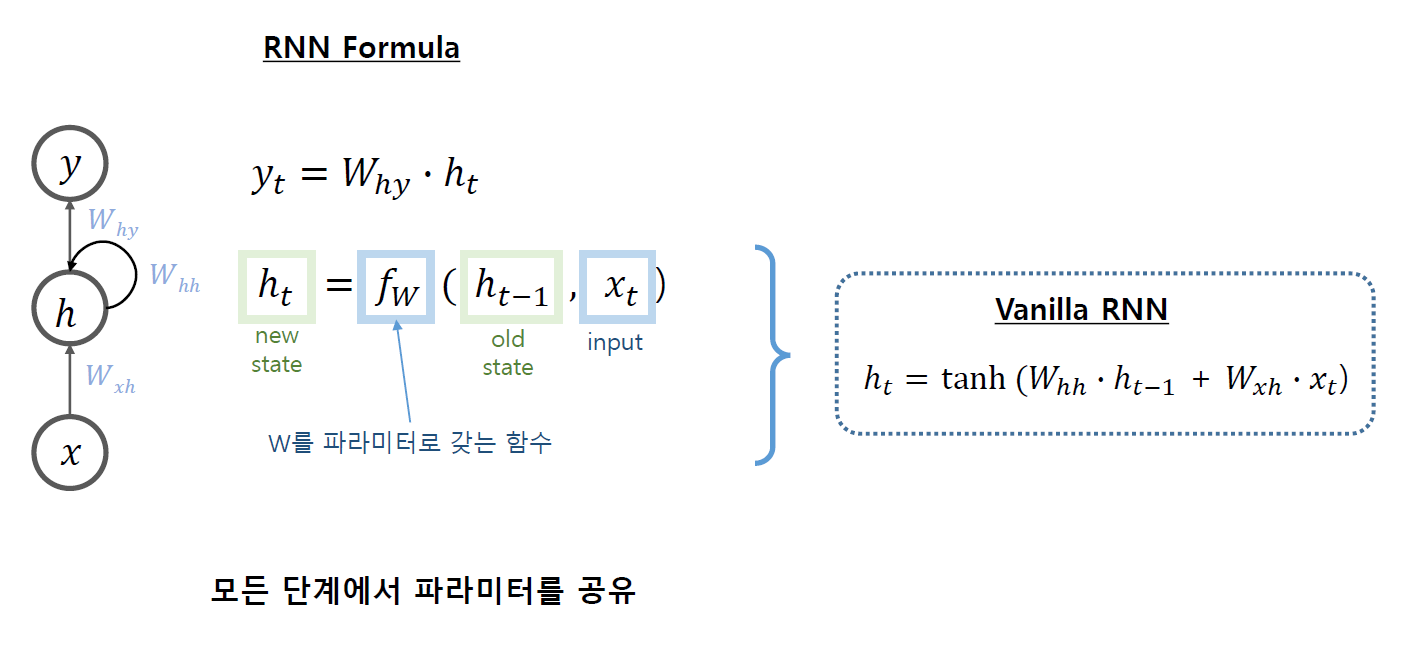 RNN Formula
y
W_hy
W_hh
h
W_xh
x
y_t = W_hy · h_t
h_t = f_W ( h_{t−1} , x_t )
new state
old state
input
W를 파라미터로 갖는 함수
Vanilla RNN
h_t = tanh (W_hh · h_{t−1} + W_xh · x_t)
모든 단계에서 파라미터를 공유